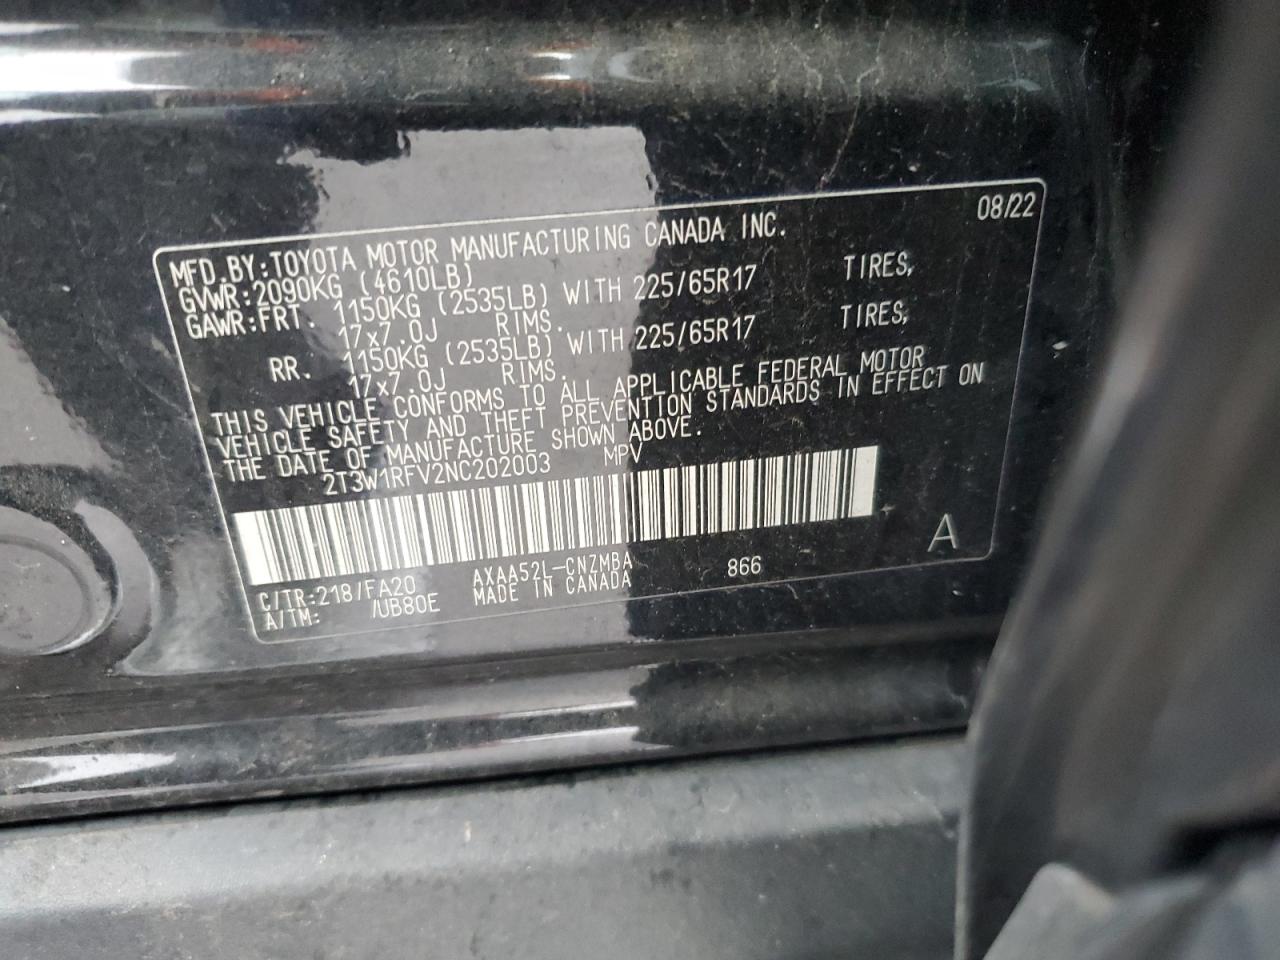 08/22
MFD.BY:TOYOTA MOTOR MANUFACTURING CANADA INC.
GVWR:2090KG (4610LB)
GAWR:FRT. 1150KG (2535LB) WITH 225/65R17 TIRES,
17x7.0J RIMS.
RR. 1150KG (2535LB) WITH 225/65R17 TIRES,
17x7.0J RIMS.
THIS VEHICLE CONFORMS TO ALL APPLICABLE FEDERAL MOTOR
VEHICLE SAFETY AND THEFT PREVENTION STANDARDS IN EFFECT ON
THE DATE OF MANUFACTURE SHOWN ABOVE.
2T3W1RFV2NC202003 MPV
C/TR:218/FA20 AXAA52L-CNZMBA 866 A
A/TM: /UB80E MADE IN CANADA